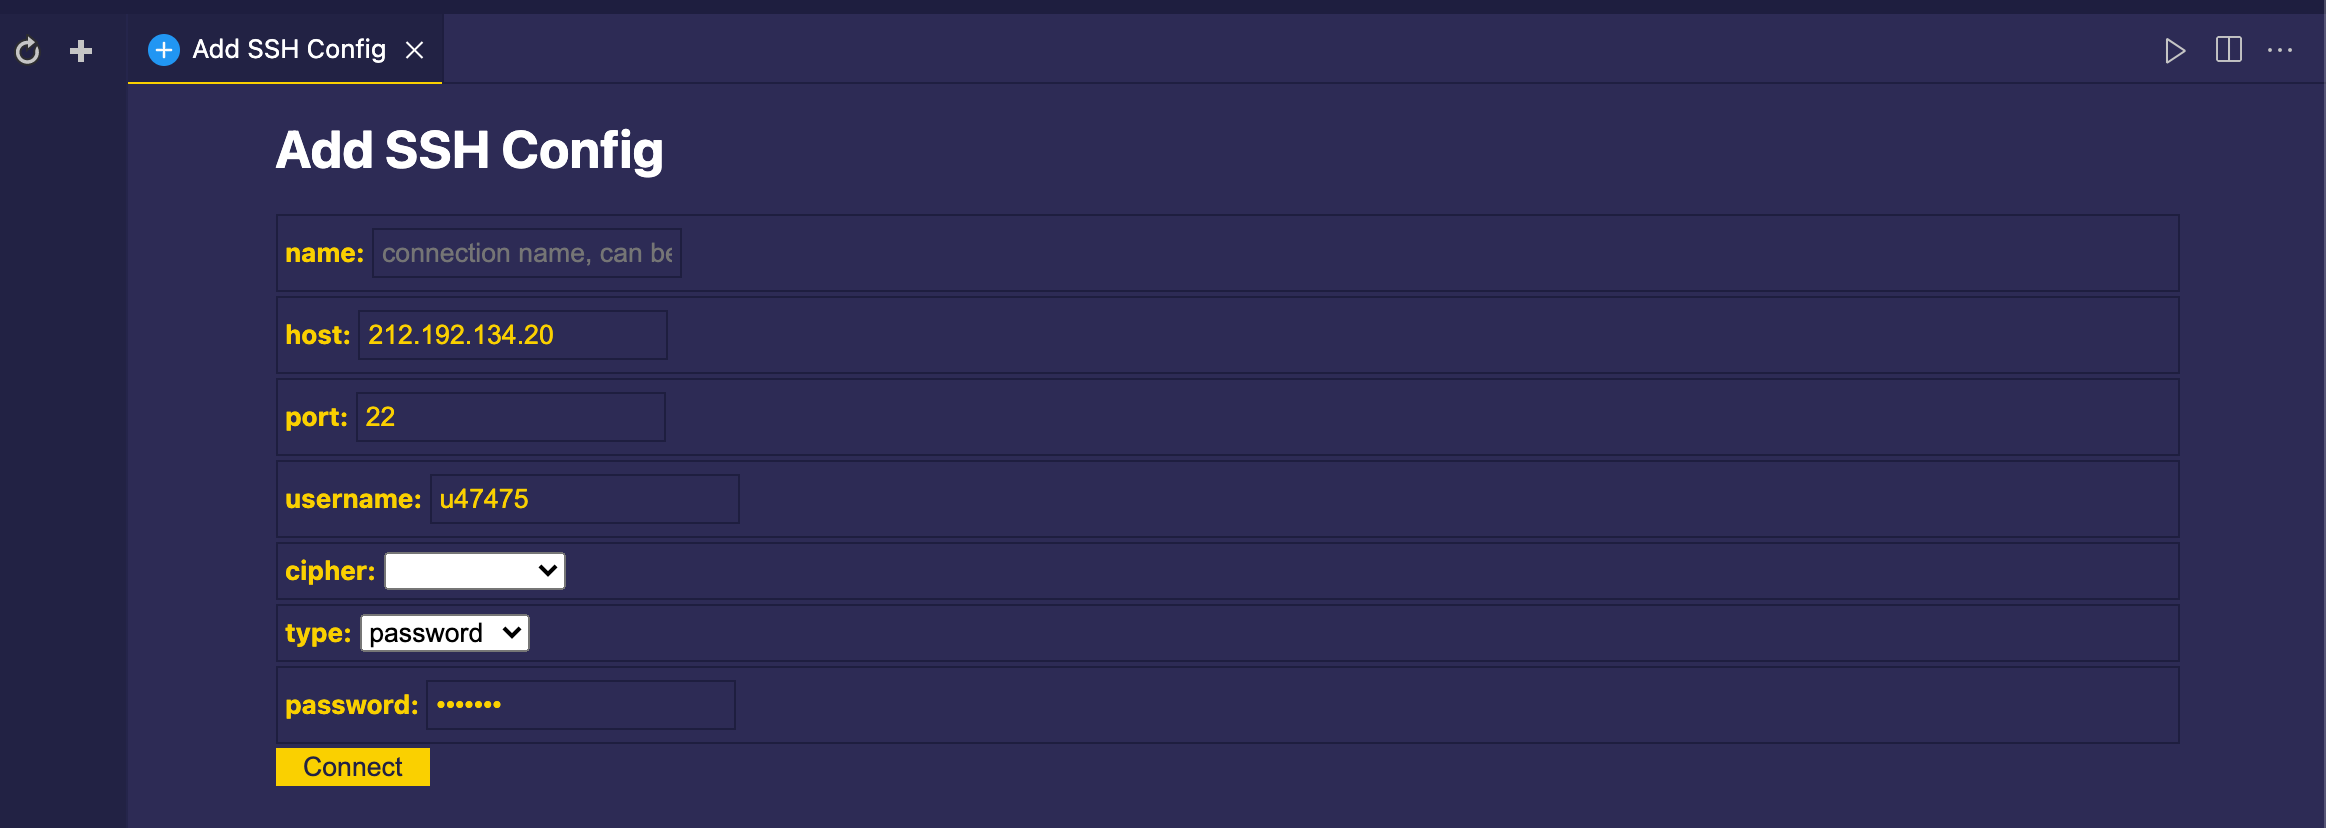 Add SSH Config
Add SSH Config
name: connection name, can be
host: 212.192.134.20
port: 22
username: u47475
cipher:
type: password
password: •••••••
Connect